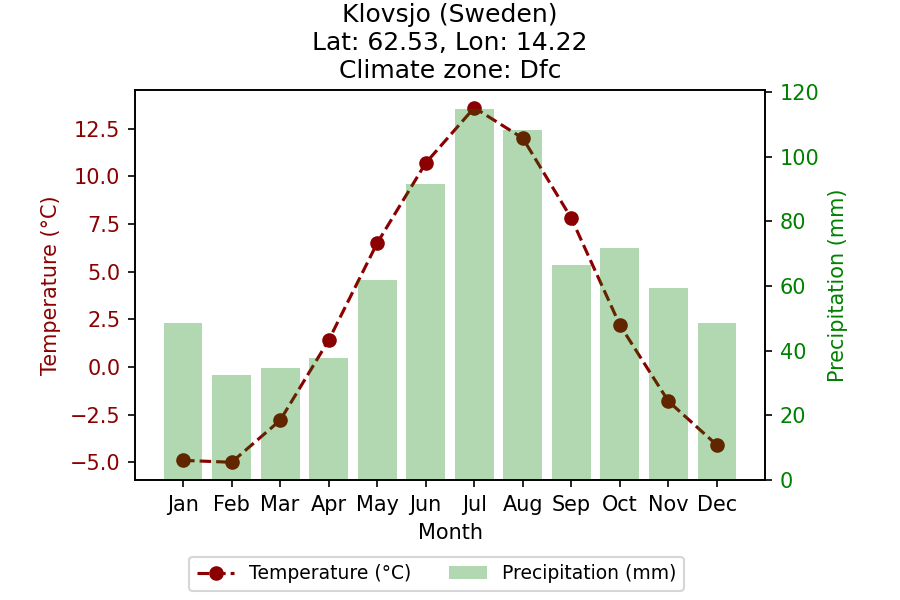 Klovsjo (Sweden)
Lat: 62.53, Lon: 14.22
Climate zone: Dfc
Temperature (°C)
12.5
10.0
7.5
5.0
2.5
0.0
−2.5
−5.0
120
100
80
60
40
20
0
Precipitation (mm)
Jan Feb Mar Apr May Jun Jul Aug Sep Oct Nov Dec
Month
Temperature (°C) Precipitation (mm)